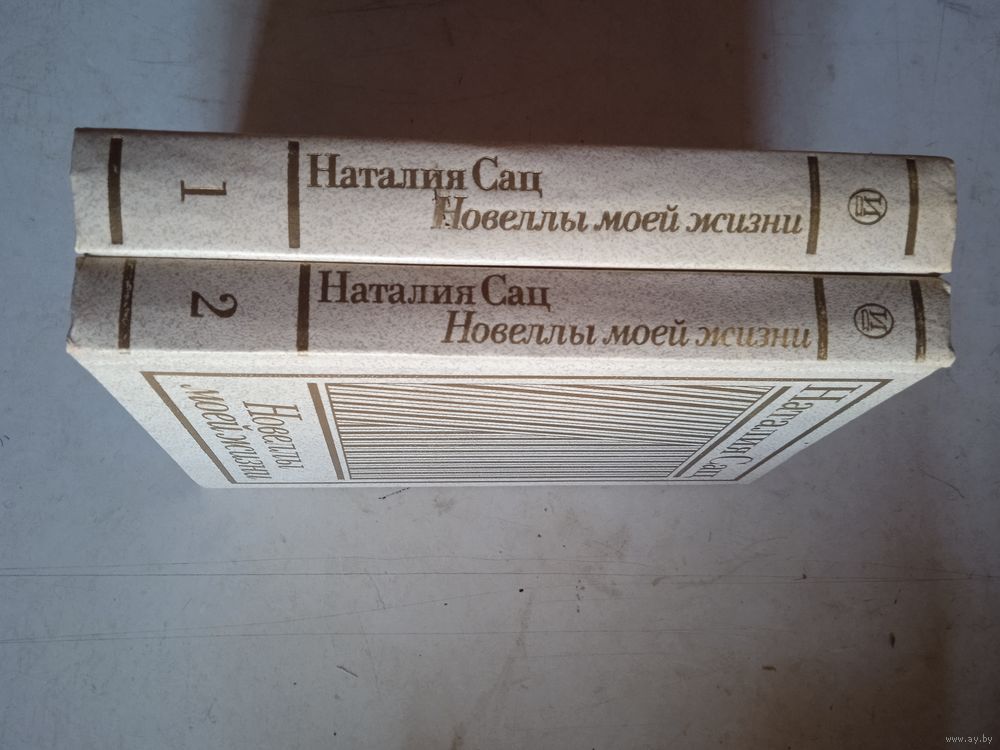 1
Наталия Сац
Новеллы моей жизни
И
2
Наталия Сац
Новеллы моей жизни
И
Новеллы
моей жизни
Наталия Сац
www.ay.by